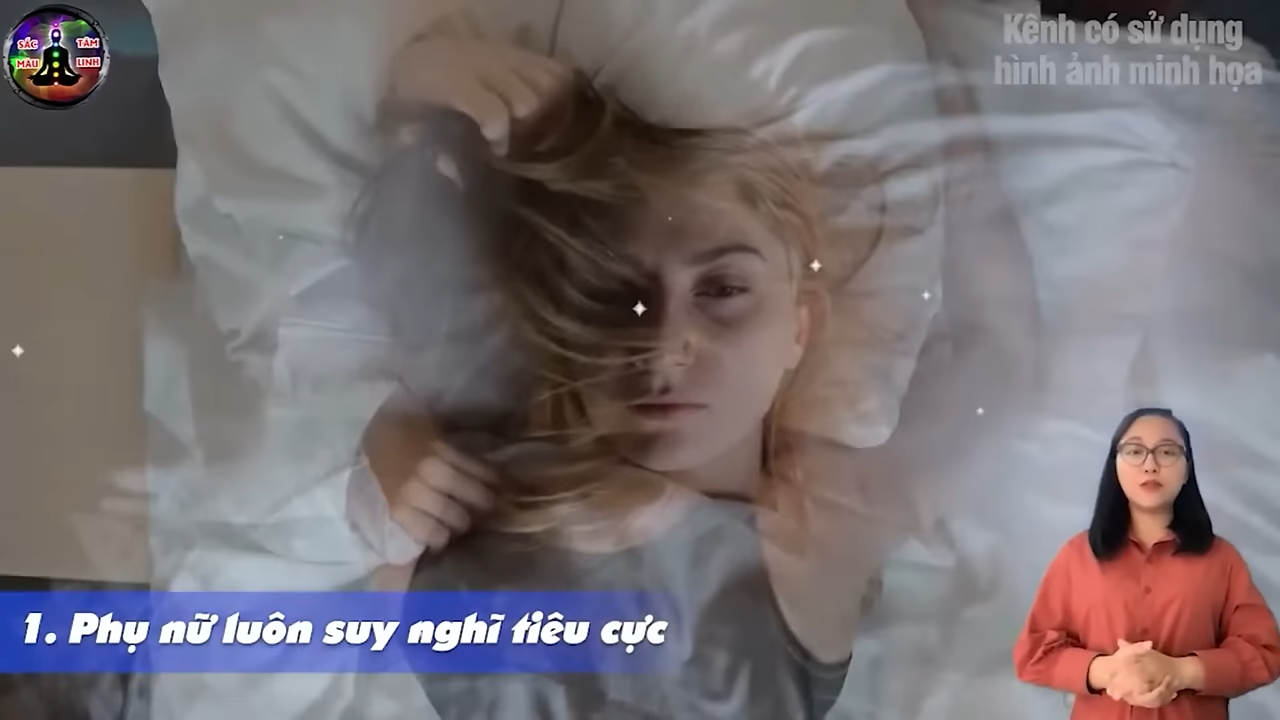 SẮC TÂM
MÀU LINH
Kênh có sử dụng
hình ảnh minh họa
1. Phụ nữ luôn suy nghĩ tiêu cực